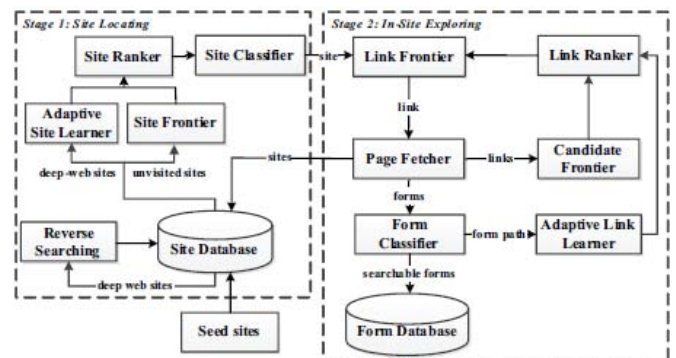 Stage 1: Site Locating
Site Ranker
Site Classifier
Adaptive
Site Learner
Site Frontier
deep-web sites
unvisited sites
Reverse
Searching
Site Database
deep web sites
Seed sites
site
sites
Stage 2: In-Site Exploring
Link Frontier
Link Ranker
link
Page Fetcher
links
Candidate
Frontier
forms
Form
Classifier
form path
Adaptive Link
Learner
searchable forms
Form Database